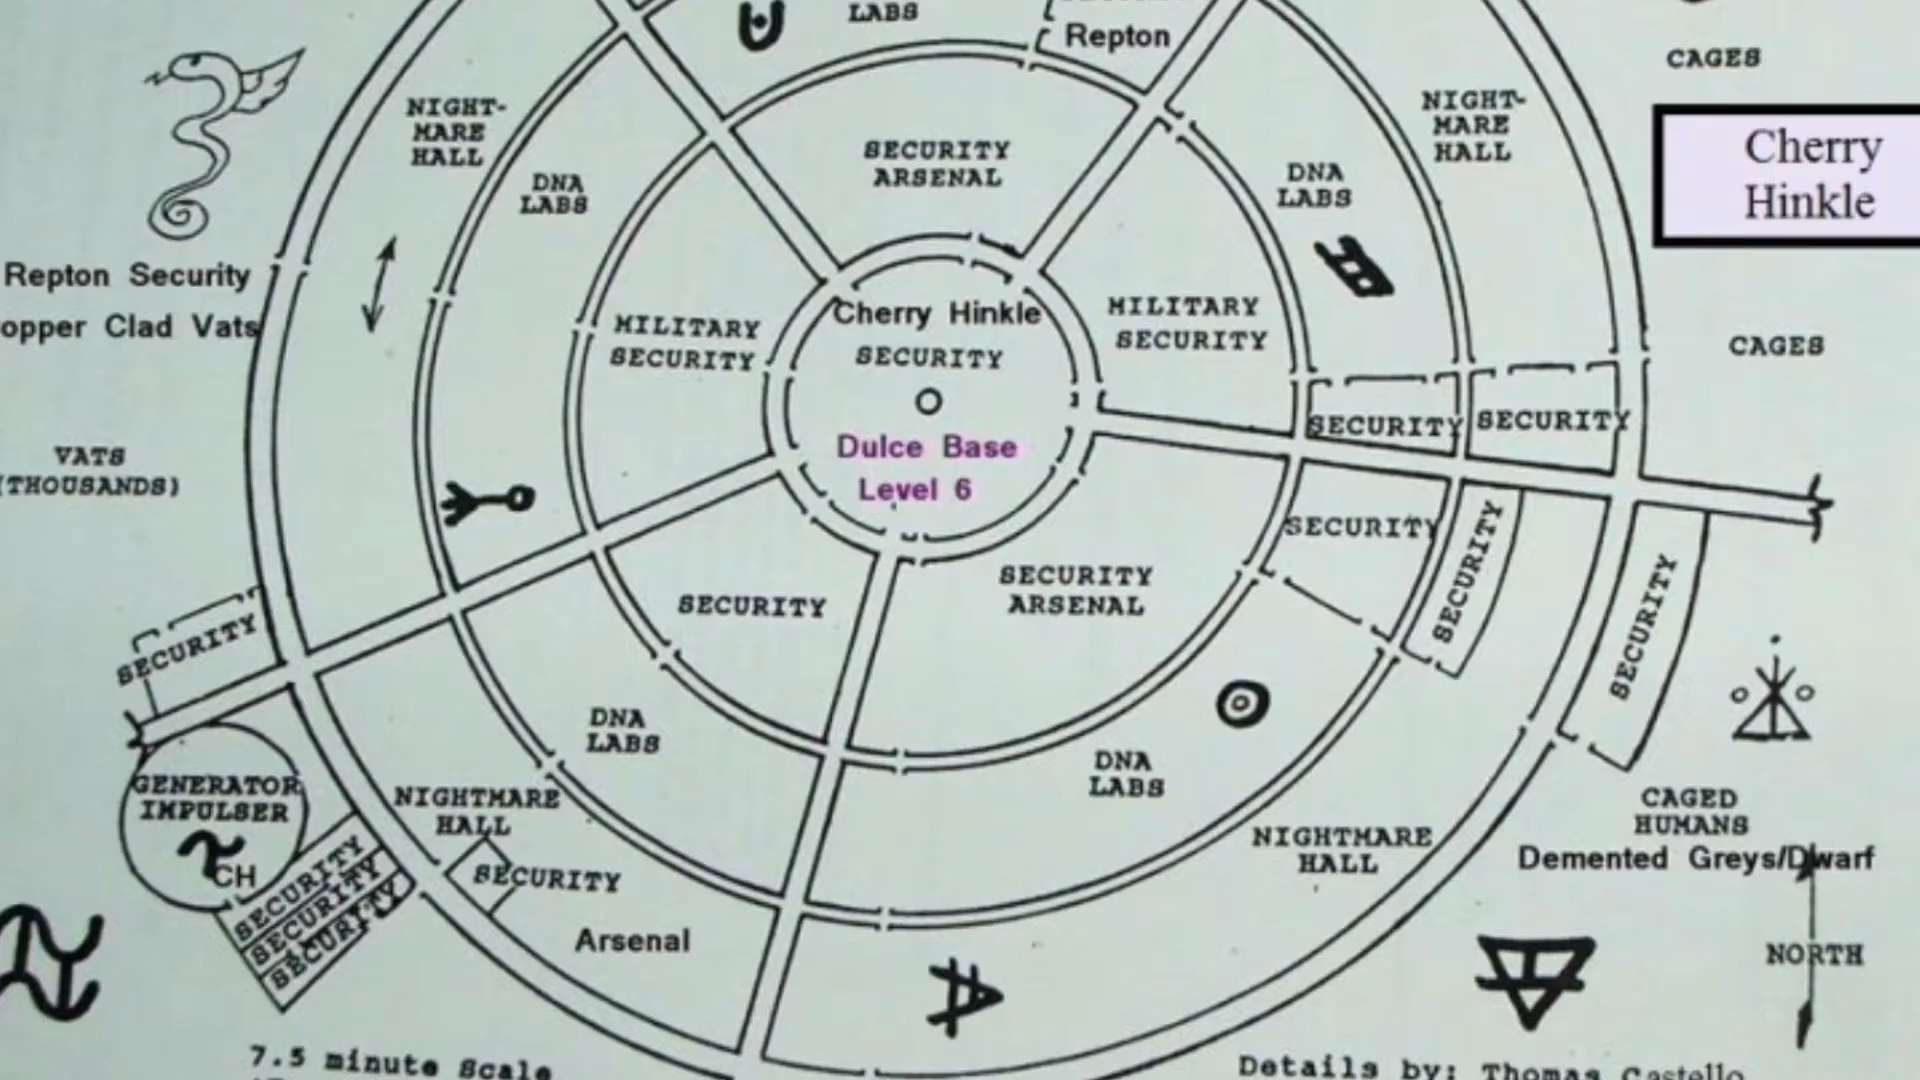 LABS
Repton
CAGES
NIGHT-
MARE
HALL
NIGHT-
MARE
HALL
Cherry
Hinkle
SECURITY
ARSENAL
DNA
LABS
DNA
LABS
Repton Security
opper Clad Vats
MILITARY
SECURITY
Cherry Hinkle
SECURITY
MILITARY
SECURITY
CAGES
SECURITY
SECURITY
Dulce Base
Level 6
VATS
(THOUSANDS)
SECURITY
SECURITY
SECURITY
SECURITY
SECURITY
ARSENAL
SECURITY
DNA
LABS
DNA
LABS
GENERATOR
IMPULSER
CH
NIGHTMARE
HALL
NIGHTMARE
HALL
CAGED
HUMANS
Demented Greys/Dwarf
SECURITY
SECURITY
SECURITY
SECURITY
Arsenal
NORTH
7.5 minute Scale
Details by: Thomas Castello